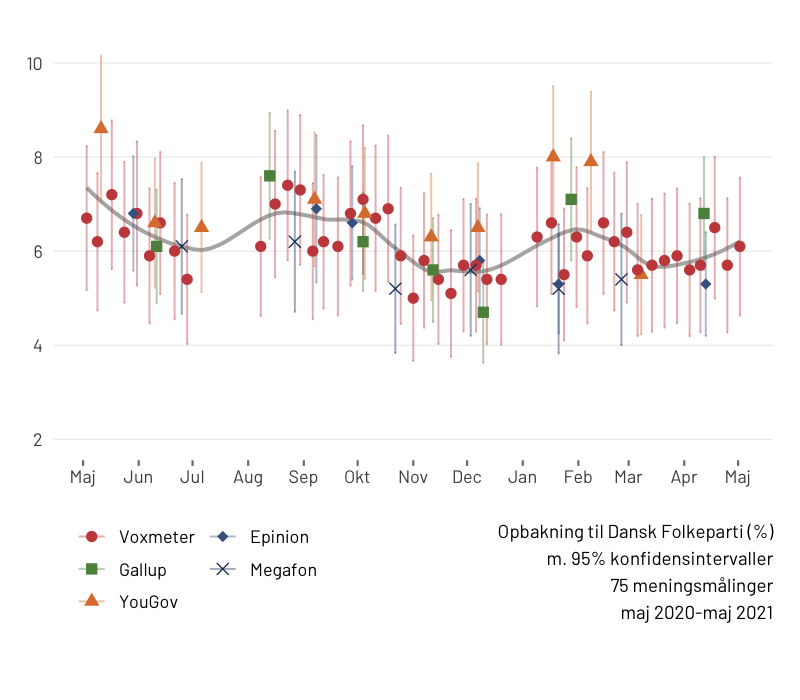 10
8
6
4
2
Maj Jun Jul Aug Sep Okt Nov Dec Jan Feb Mar Apr Maj
Voxmeter Epinion
Gallup Megafon
YouGov
Opbakning til Dansk Folkeparti (%)
m. 95% konfidensintervaller
75 meningsmålinger
maj 2020-maj 2021